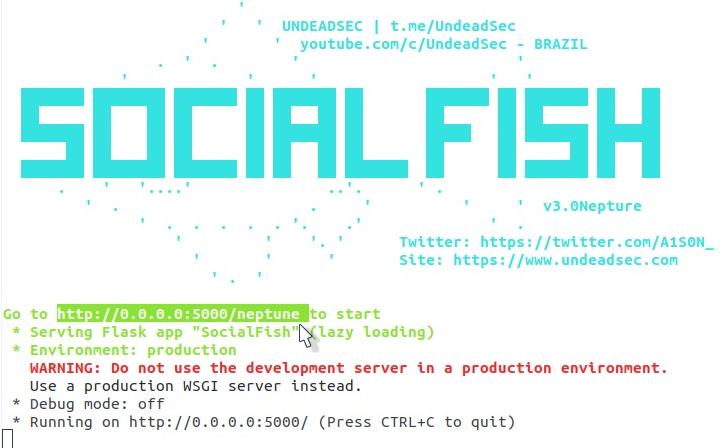 UNDEADSEC | t.me/UndeadSec
youtube.com/c/UndeadSec - BRAZIL
SOCIALFISH
v3.0Nepture
Twitter: https://twitter.com/A1S0N_
Site: https://www.undeadsec.com
Go to http://0.0.0.0:5000/neptune to start
* Serving Flask app "SocialFish" (lazy loading)
* Environment: production
WARNING: Do not use the development server in a production environment.
Use a production WSGI server instead.
* Debug mode: off
* Running on http://0.0.0.0:5000/ (Press CTRL+C to quit)